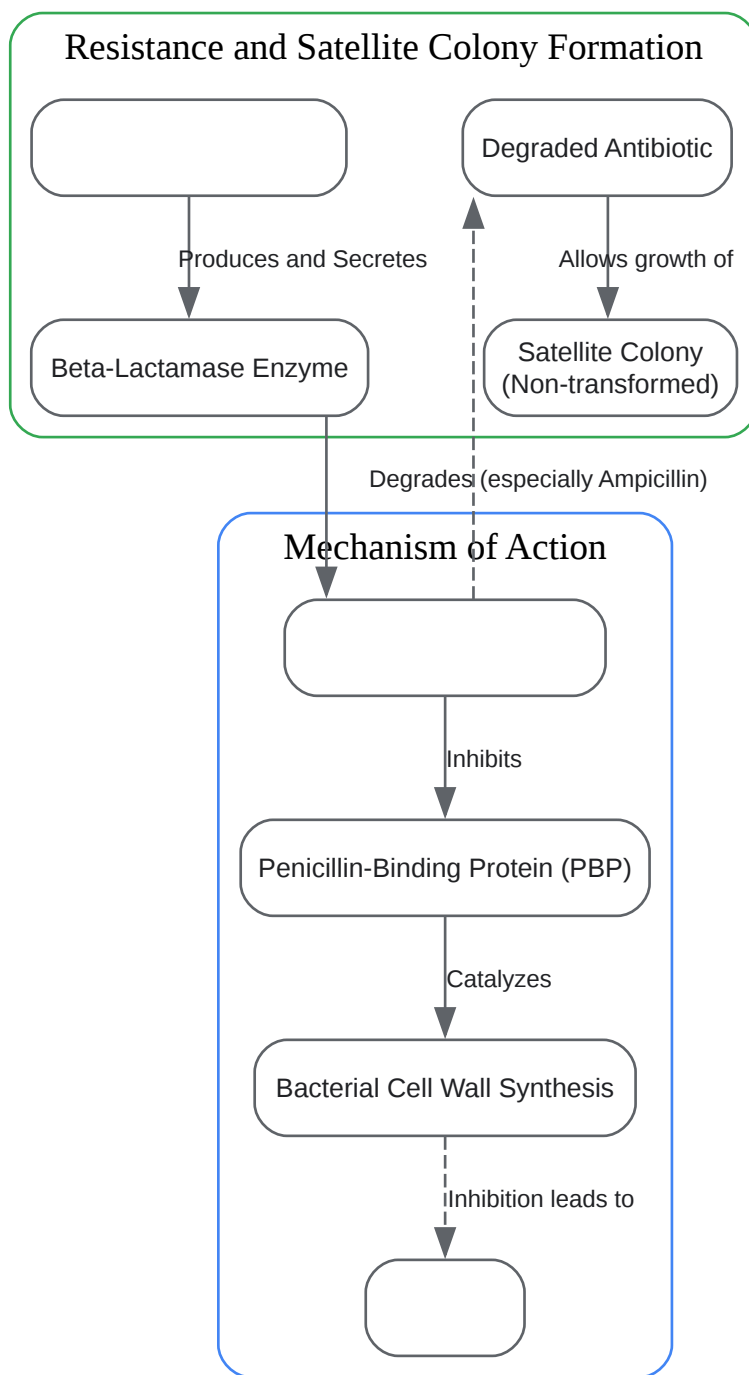 Resistance and Satellite Colony Formation
Degraded Antibiotic
Produces and Secretes
Allows growth of
Beta-Lactamase Enzyme
Satellite Colony
(Non-transformed)
Degrades (especially Ampicillin)
Mechanism of Action
Inhibits
Penicillin-Binding Protein (PBP)
Catalyzes
Bacterial Cell Wall Synthesis
Inhibition leads to